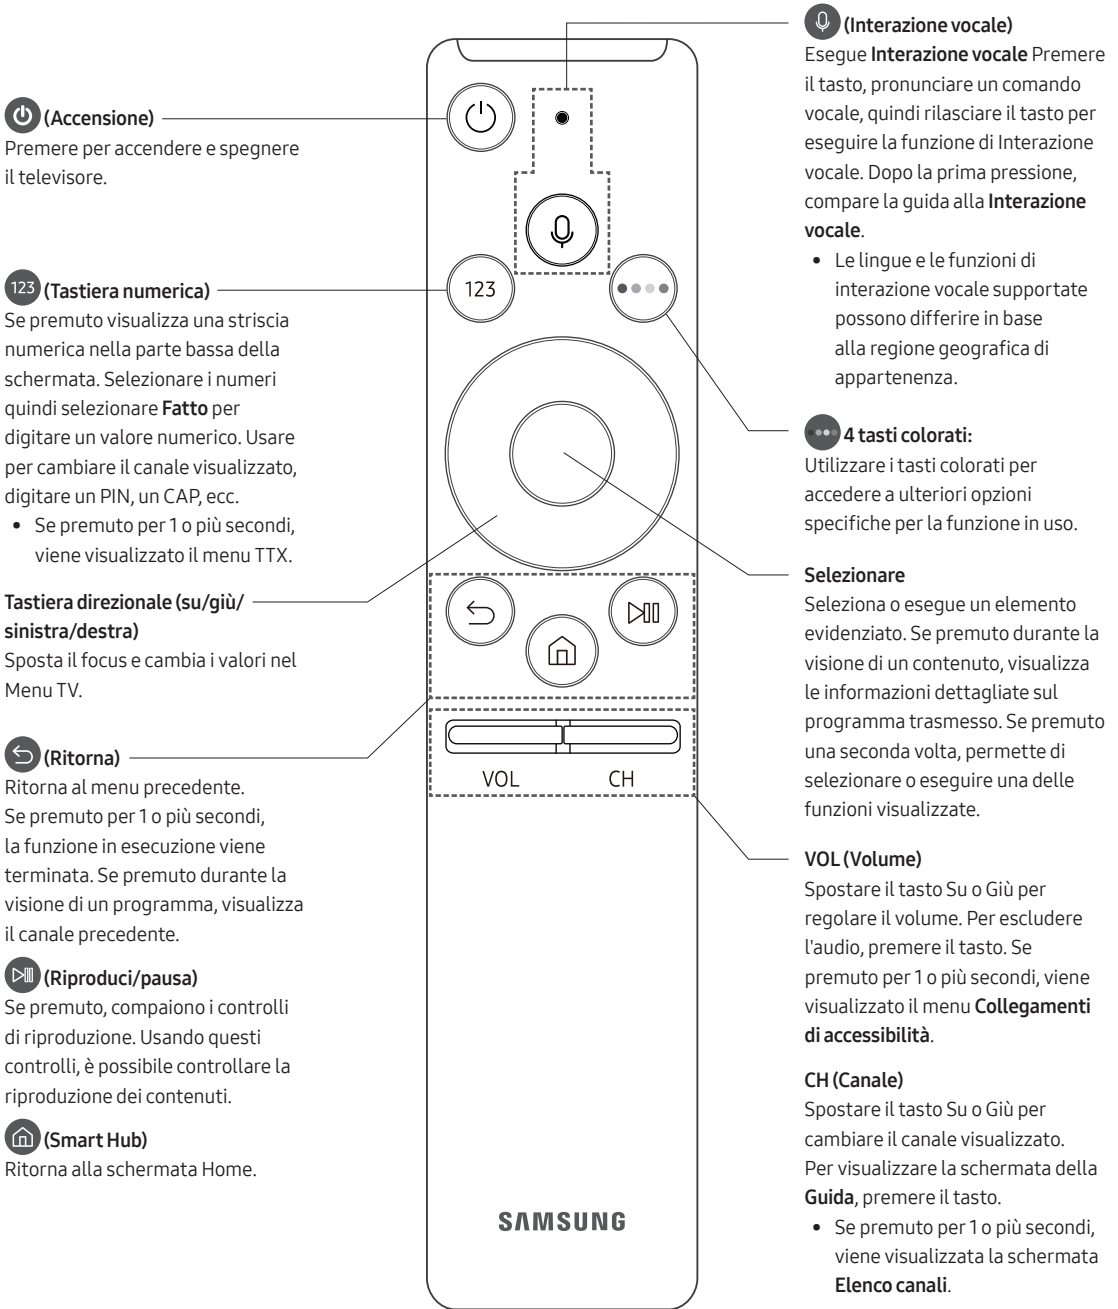 (Accensione)
Premere per accendere e spegnere
il televisore.
123 (Tastiera numerica)
Se premuto visualizza una striscia
numerica nella parte bassa della
schermata. Selezionare i numeri
quindi selezionare Fatto per
digitare un valore numerico. Usare
per cambiare il canale visualizzato,
digitare un PIN, un CAP, ecc.
• Se premuto per 1 o più secondi,
viene visualizzato il menu TTX.
Tastiera direzionale (su/giù/
sinistra/destra)
Sposta il focus e cambia i valori nel
Menu TV.
(Ritorna)
Ritorna al menu precedente.
Se premuto per 1 o più secondi,
la funzione in esecuzione viene
terminata. Se premuto durante la
visione di un programma, visualizza
il canale precedente.
(Riproduci/pausa)
Se premuto, compaiono i controlli
di riproduzione. Usando questi
controlli, è possibile controllare la
riproduzione dei contenuti.
(Smart Hub)
Ritorna alla schermata Home.
123
VOL CH
SAMSUNG
(Interazione vocale)
Esegue Interazione vocale Premere
il tasto, pronunciare un comando
vocale, quindi rilasciare il tasto per
eseguire la funzione di Interazione
vocale. Dopo la prima pressione,
compare la guida alla Interazione
vocale.
• Le lingue e le funzioni di
interazione vocale supportate
possono differire in base
alla regione geografica di
appartenenza.
4 tasti colorati:
Utilizzare i tasti colorati per
accedere a ulteriori opzioni
specifiche per la funzione in uso.
Selezionare
Seleziona o esegue un elemento
evidenziato. Se premuto durante la
visione di un contenuto, visualizza
le informazioni dettagliate sul
programma trasmesso. Se premuto
una seconda volta, permette di
selezionare o eseguire una delle
funzioni visualizzate.
VOL (Volume)
Spostare il tasto Su o Giù per
regolare il volume. Per escludere
l'audio, premere il tasto. Se
premuto per 1 o più secondi, viene
visualizzato il menu Collegamenti
di accessibilità.
CH (Canale)
Spostare il tasto Su o Giù per
cambiare il canale visualizzato.
Per visualizzare la schermata della
Guida, premere il tasto.
• Se premuto per 1 o più secondi,
viene visualizzata la schermata
Elenco canali.